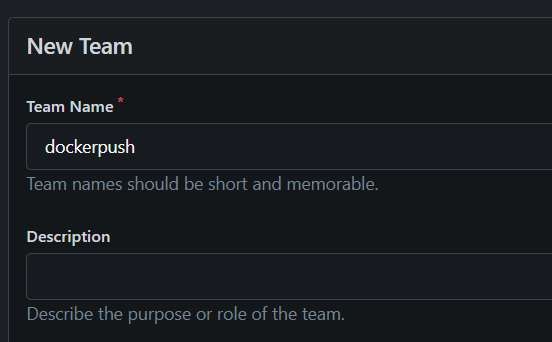 New Team
Team Name *
dockerpush
Team names should be short and memorable.
Description
Describe the purpose or role of the team.